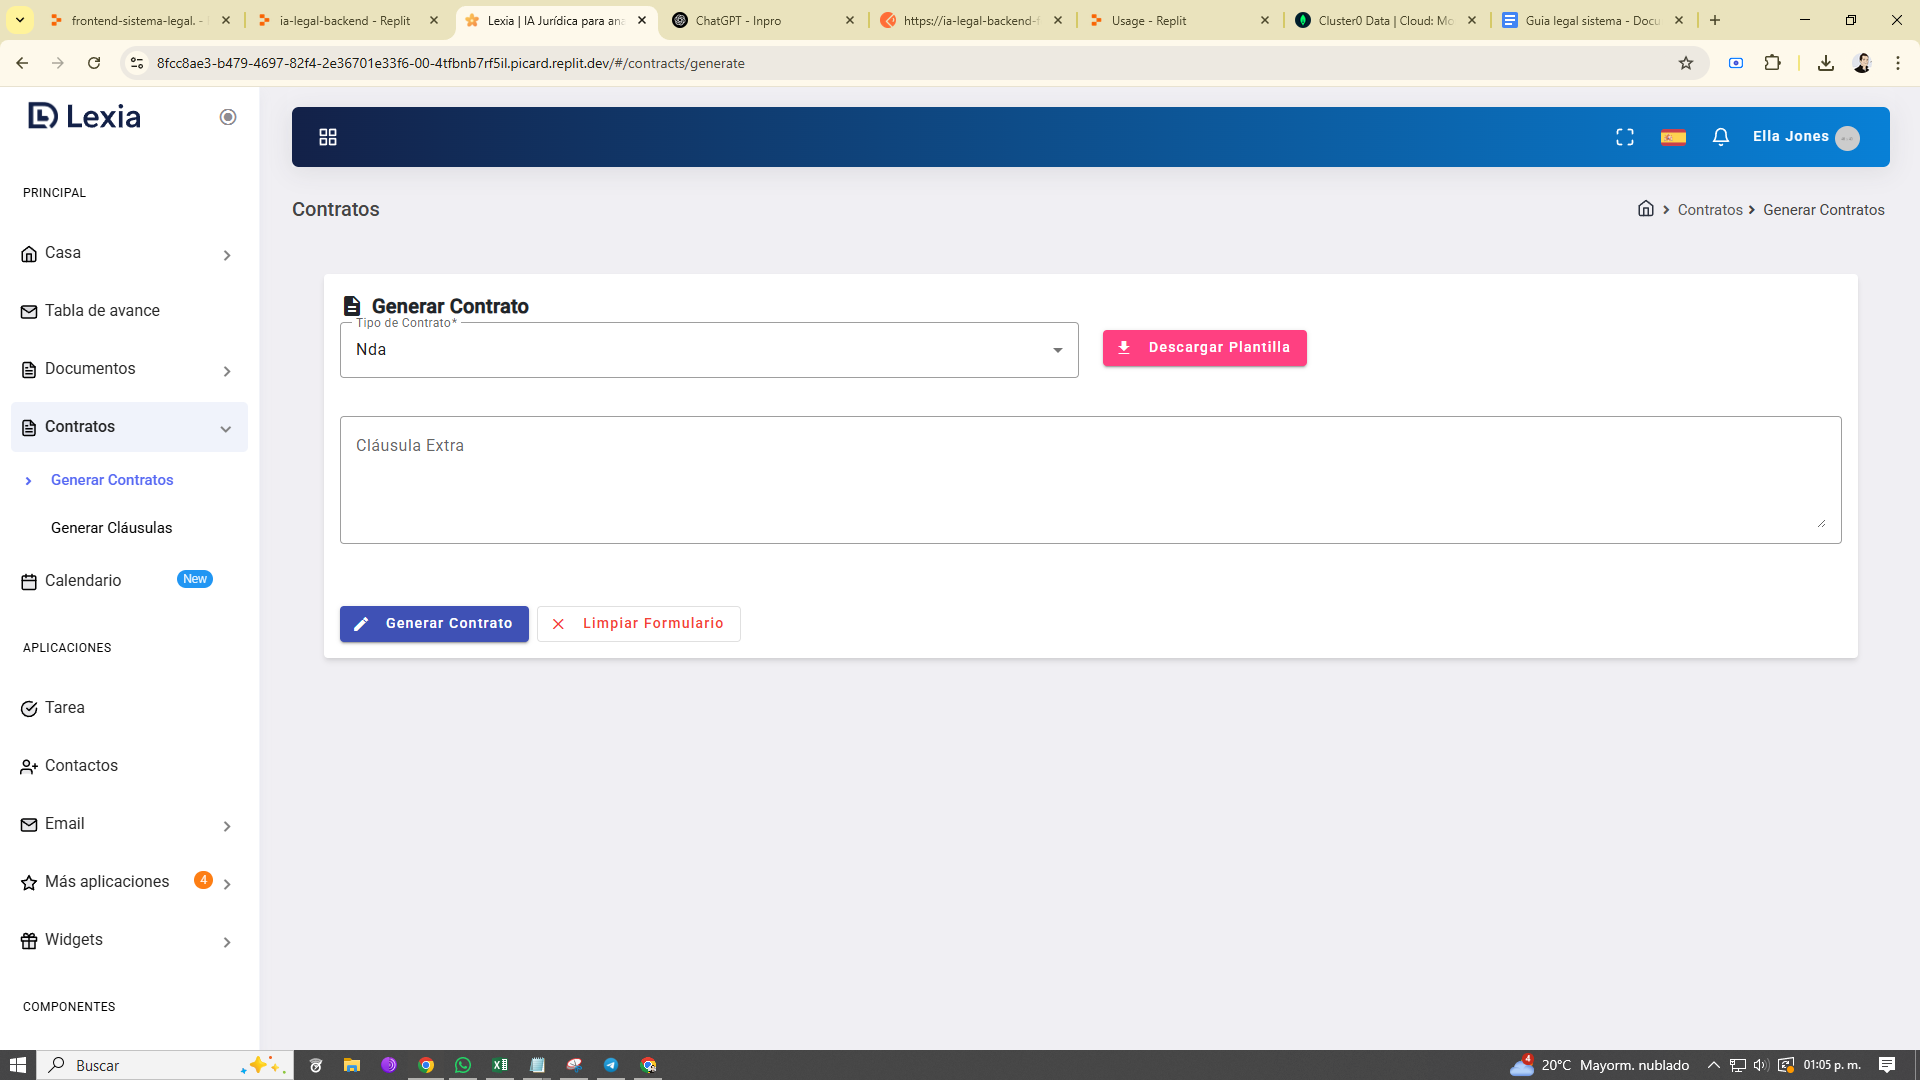 frontend-sistema-legal. -
ia-legal-backend - Replit
Lexia | IA Jurídica para ana
ChatGPT - Inpro
https://ia-legal-backend-f
Usage - Replit
Cluster0 Data | Cloud: Mo
Guia legal sistema - Docu
8fcc8ae3-b479-4697-82f4-2e36701e33f6-00-4tfbnb7rf5il.picard.replit.dev/#/contracts/generate
Lexia
Ella Jones
PRINCIPAL
Contratos
Contratos > Generar Contratos
Casa
Tabla de avance
Documentos
Contratos
Generar Contratos
Generar Cláusulas
Calendario New
APLICACIONES
Tarea
Contactos
Email
Más aplicaciones 4
Widgets
COMPONENTES
Generar Contrato
Tipo de Contrato*
Nda
Descargar Plantilla
Cláusula Extra
Generar Contrato
Limpiar Formulario
Buscar
4
20°C Mayorm. nublado
01:05 p. m.